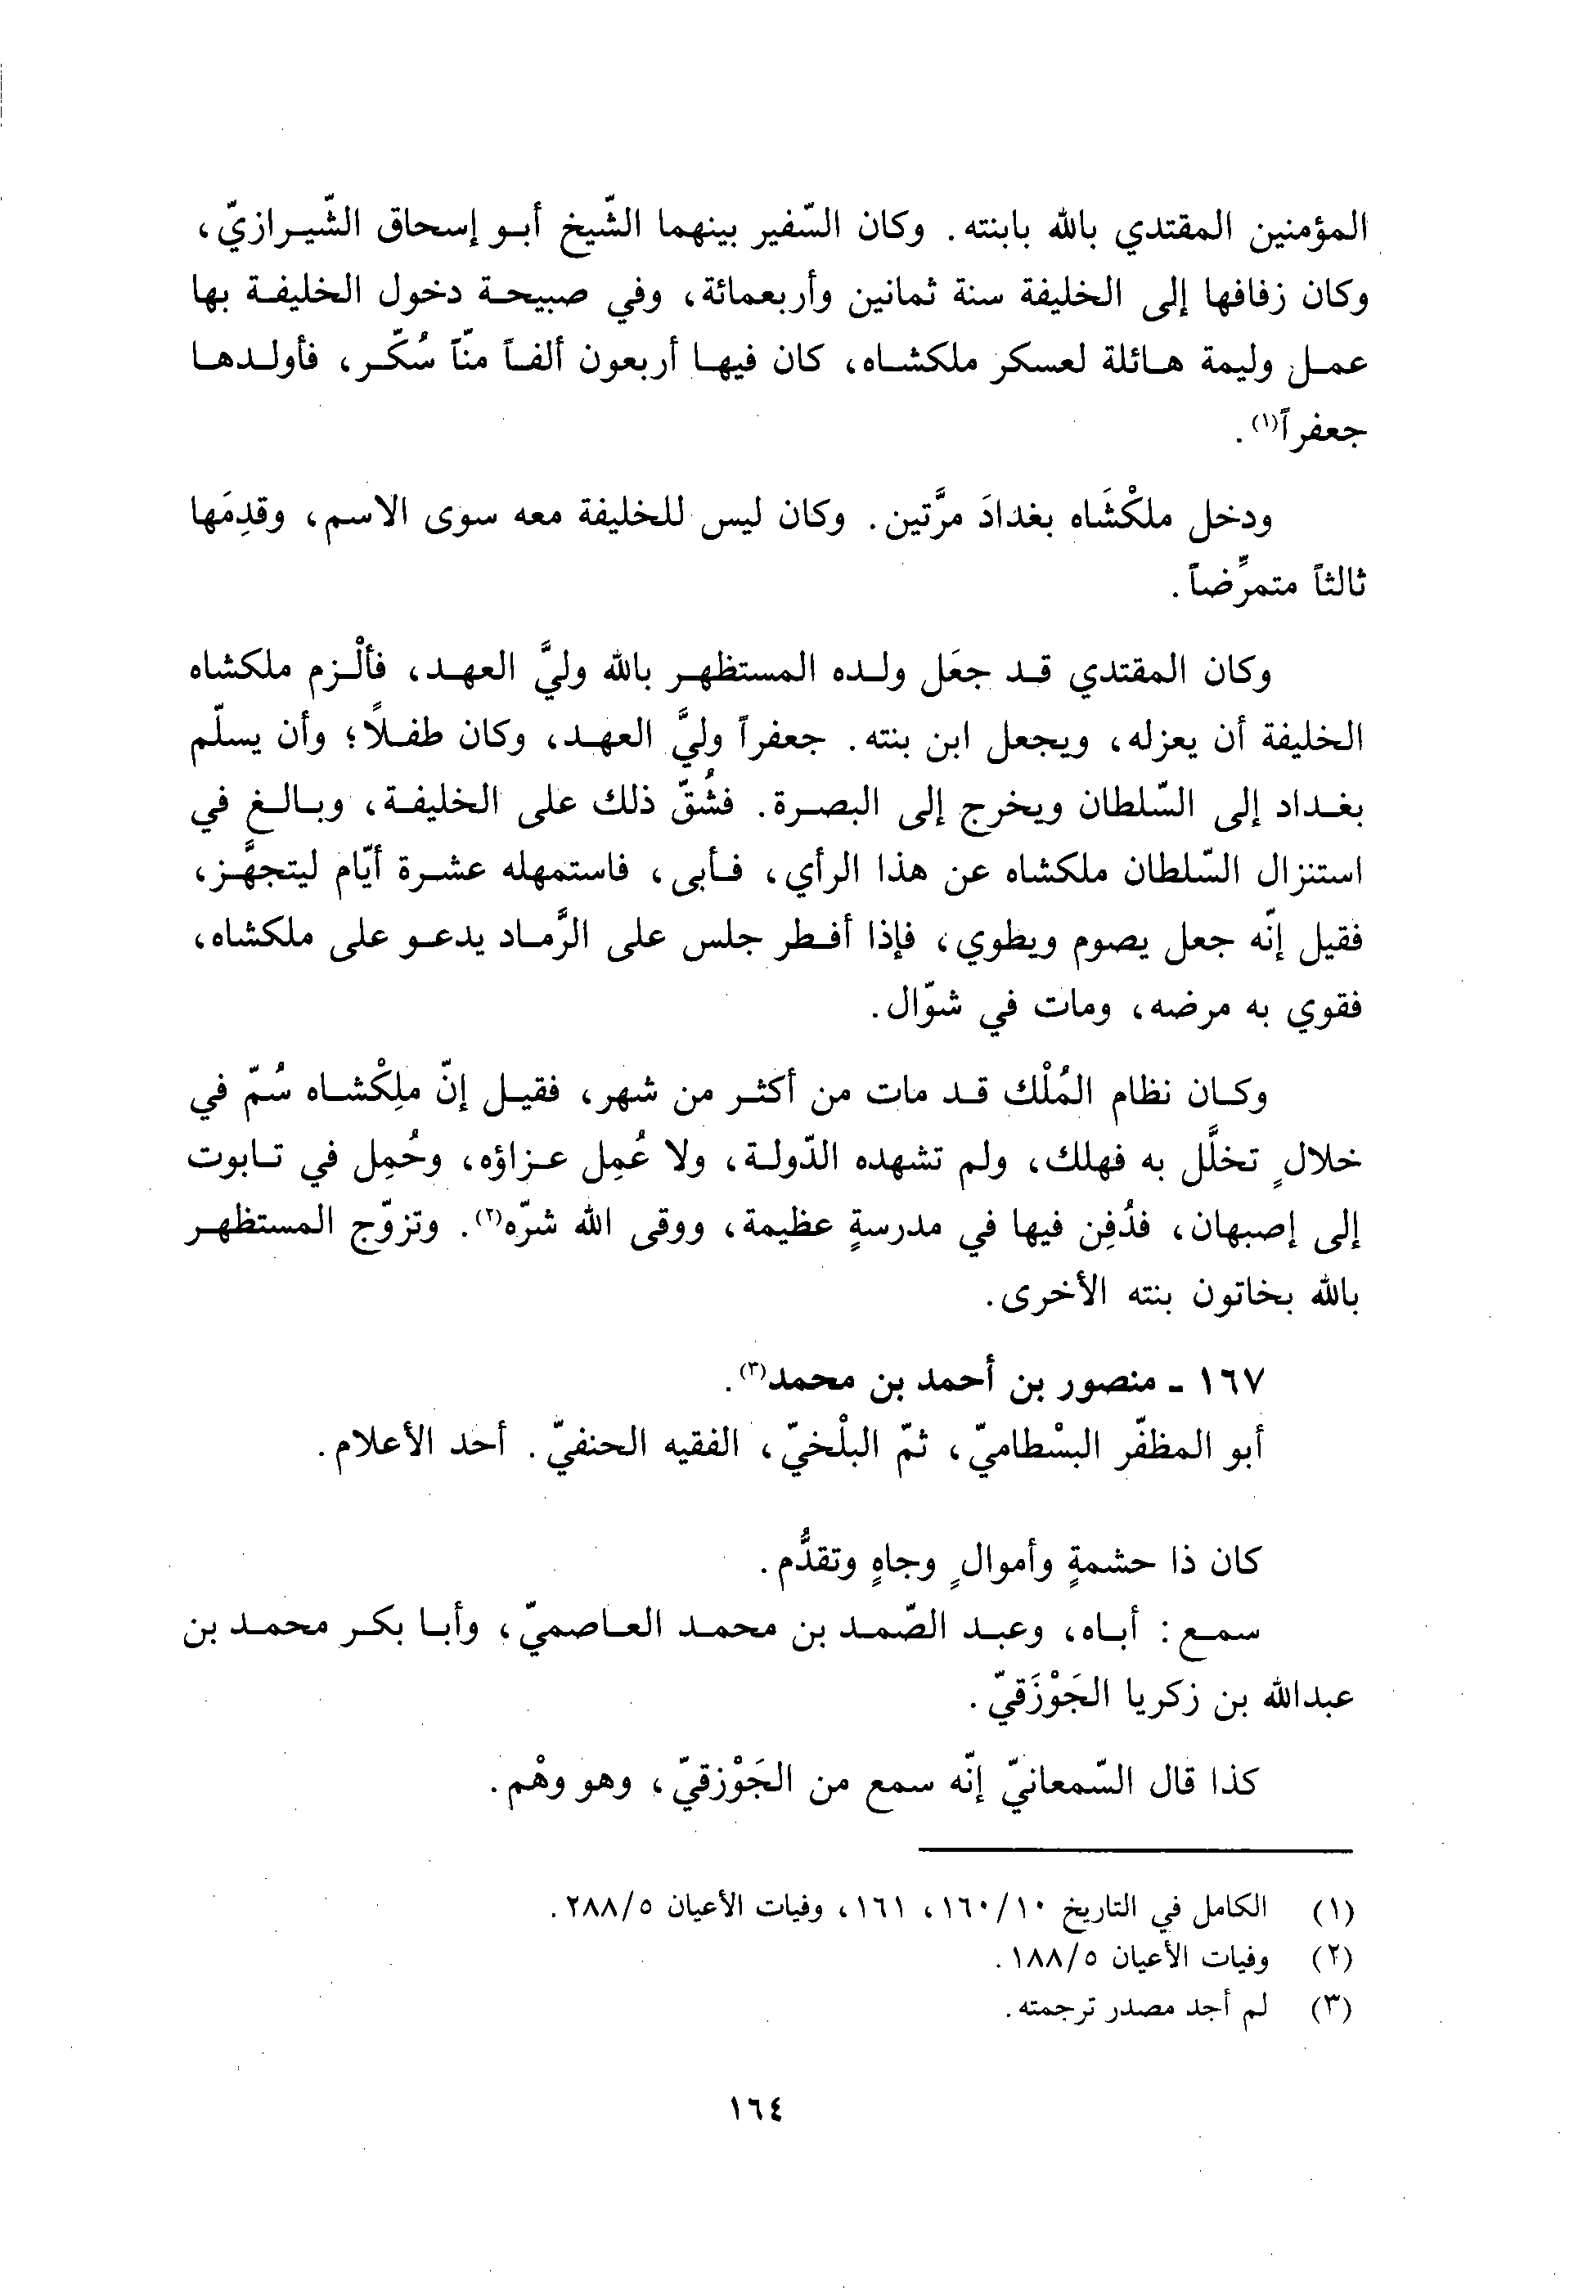 المؤمنين المقتدي بالله بابنته. وكان السّفير بينهما الشّيخ أبو إسحاق الشّيرازيّ،
وكان زفافها إلى الخليفة سنة ثمانين وأربعمائة، وفي صبيحة دخول الخليفة بها
عمل وليمة هائلة لعسكر ملكشاه، كان فيها أربعون ألفاً منّاً سُكّر، فأولدها
جعفراً(١).
ودخل ملكْشَاه بغدادَ مرَّتين. وكان ليس للخليفة معه سوى الاسم، وقدِمَها
ثالثاً متمرِّضاً.
وكان المقتدي قد جعَل ولده المستظهر بالله وليَّ العهد، فألْزم ملكشاه
الخليفة أن يعزله، ويجعل ابن بنته. جعفراً وليَّ العهد، وكان طفلًا؛ وأن يسلّم
بغداد إلى السّلطان ويخرج إلى البصرة. فشُقّ ذلك على الخليفة، وبالغ في
استنزال السّلطان ملكشاه عن هذا الرأي، فأبى، فاستمهله عشرة أيّام ليتجهَّز،
فقيل إنّه جعل يصوم ويطوي، فإذا أفطر جلس على الرَّماد يدعو على ملكشاه،
فقوي به مرضه، ومات في شوّال.
وكان نظام المُلْك قد مات من أكثر من شهر، فقيل إنّ ملِكْشاه سُمّ في
خلالٍ تخلَّل به فهلك، ولم تشهده الدّولة، ولا عُمِل عزاؤه، وحُمِل في تابوت
إلى إصبهان، فدُفِن فيها في مدرسةٍ عظيمة، ووقى الله شرّه(٢). وتزوّج المستظهر
بالله بخاتون بنته الأخرى.
١٦٧ - منصور بن أحمد بن محمد(٣).
أبو المظفّر البسْطاميّ، ثمّ البلْخيّ، الفقيه الحنفيّ. أحد الأعلام.
كان ذا حشمةٍ وأموالٍ وجاهٍ وتقدُّم.
سمع: أباه، وعبد الصّمد بن محمد العاصميّ، وأبا بكر محمد بن
عبدالله بن زكريا الجَوْزَقيّ.
كذا قال السّمعانيّ إنّه سمع من الجَوْزقيّ، وهو وهْم.
(١) الكامل في التاريخ ١٦٠/١٠، ١٦١، وفيات الأعيان ٢٨٨/٥.
(٢) وفيات الأعيان ١٨٨/٥.
(٣) لم أجد مصدر ترجمته.
١٦٤